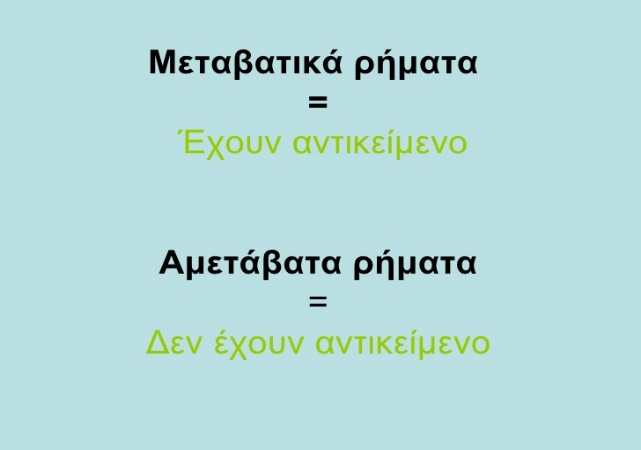 Μεταβατικά ρήματα
=
Έχουν αντικείμενο
Αμετάβατα ρήματα
=
Δεν έχουν αντικείμενο